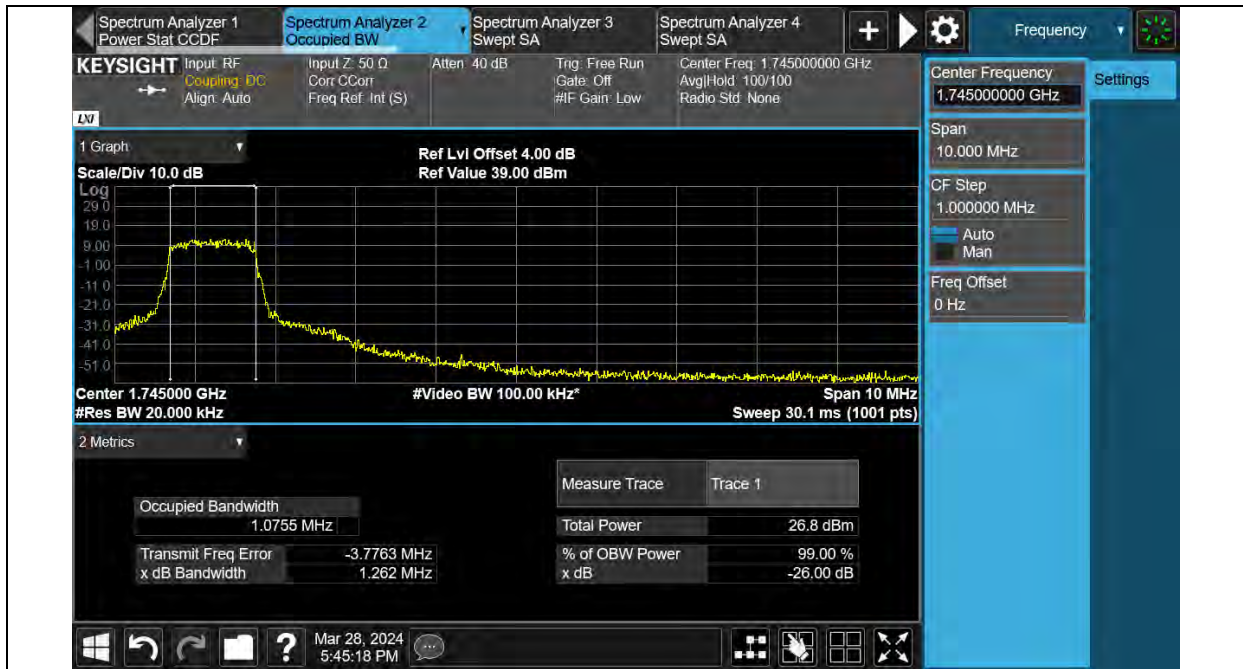 Spectrum Analyzer 1
Power Stat CCDF
Spectrum Analyzer 2
Occupied BW
Spectrum Analyzer 3
Swept SA
Spectrum Analyzer 4
Swept SA
+
Frequency
KEYSIGHT
Input: RF
Coupling: DC
Align: Auto
Input Z: 50 Ω
Corr CCorr
Freq Ref: Int (S)
Atten: 40 dB
Trig: Free Run
Gate: Off
#IF Gain: Low
Center Freq: 1.745000000 GHz
Avg|Hold: 100/100
Radio Std: None
LXI
Center Frequency
1.745000000 GHz
Settings
Span
10.000 MHz
CF Step
1.000000 MHz
Auto
Man
Freq Offset
0 Hz
1 Graph
Scale/Div 10.0 dB
Ref Lvl Offset 4.00 dB
Ref Value 39.00 dBm
Log
29.0
19.0
9.00
-1.00
-11.0
-21.0
-31.0
-41.0
-51.0
Center 1.745000 GHz
#Res BW 20.000 kHz
#Video BW 100.00 kHz*
Span 10 MHz
Sweep 30.1 ms (1001 pts)
2 Metrics
Measure Trace Trace 1
Occupied Bandwidth
1.0755 MHz
Total Power 26.8 dBm
Transmit Freq Error -3.7763 MHz
% of OBW Power 99.00 %
x dB Bandwidth 1.262 MHz
x dB -26.00 dB
?
Mar 28, 2024
5:45:18 PM